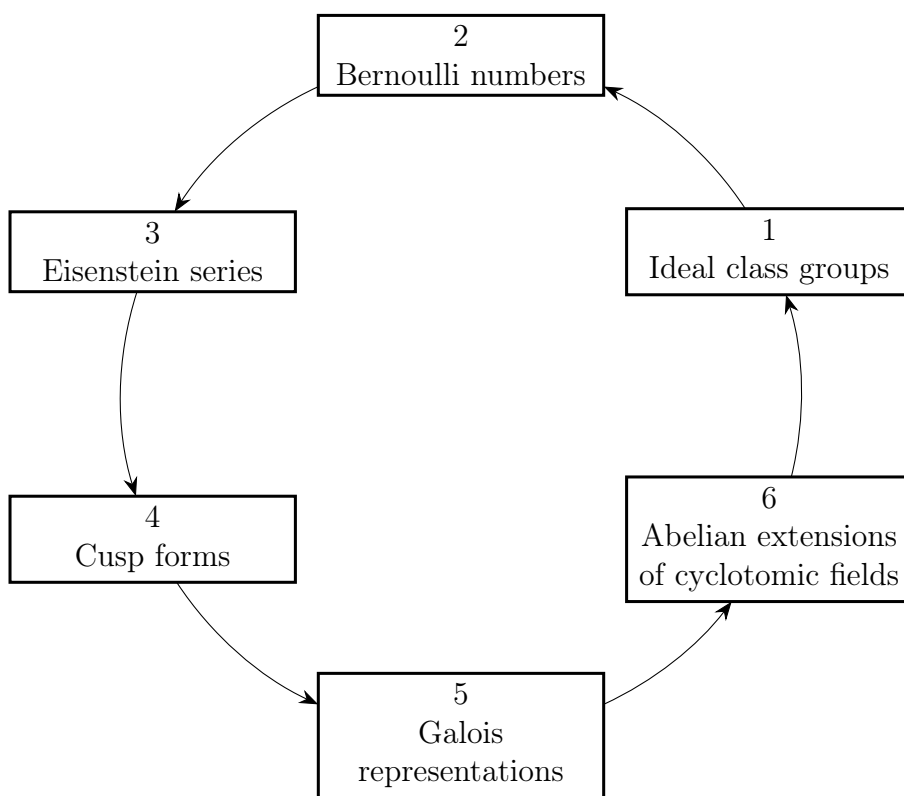 2
Bernoulli numbers
3
Eisenstein series
1
Ideal class groups
4
Cusp forms
6
Abelian extensions
of cyclotomic fields
5
Galois
representations